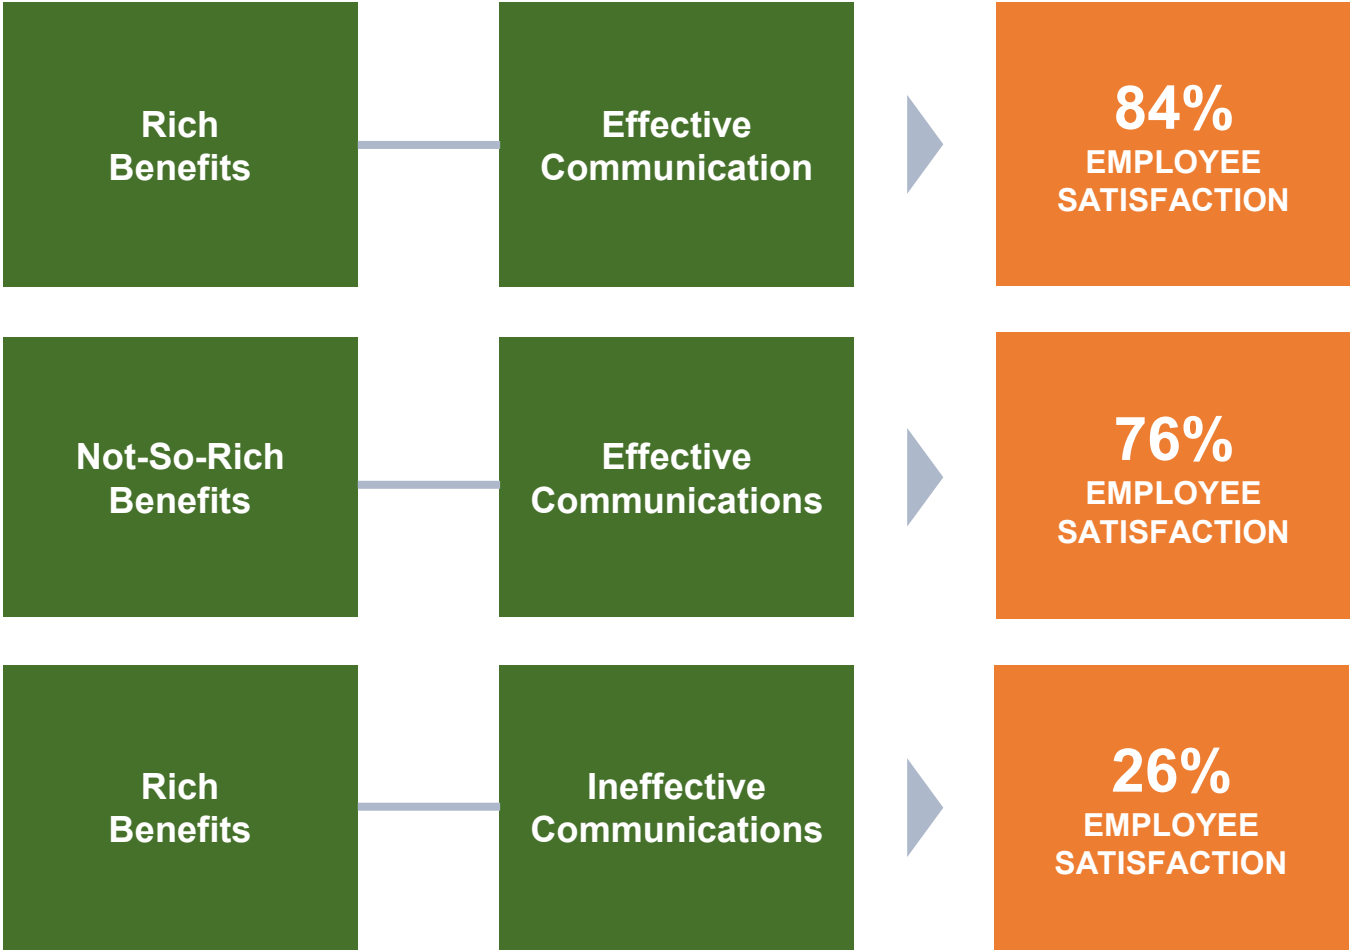 Rich
Benefits
Effective
Communication
84%
EMPLOYEE
SATISFACTION
Not-So-Rich
Benefits
Effective
Communications
76%
EMPLOYEE
SATISFACTION
Rich
Benefits
Ineffective
Communications
26%
EMPLOYEE
SATISFACTION